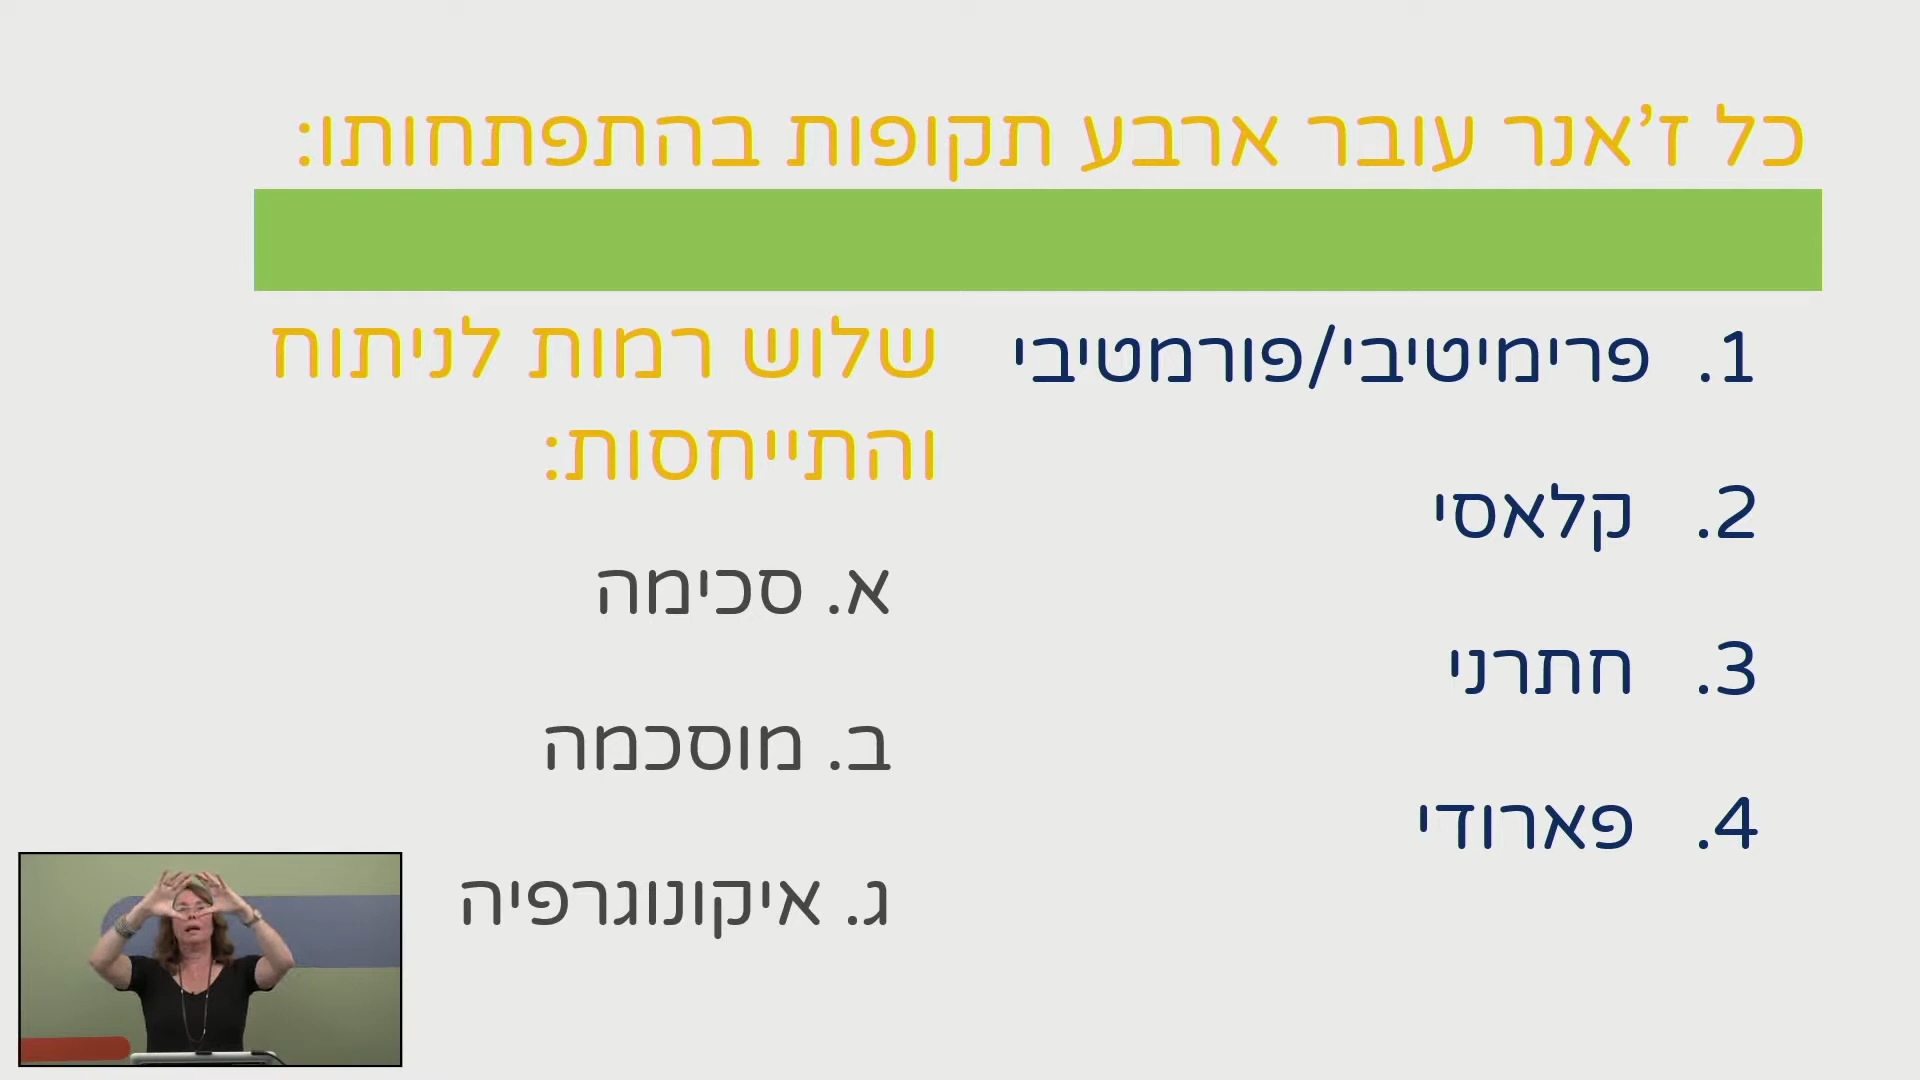 כל ז'אנר עובר ארבע תקופות בהתפתחותו:
1. פרימיטיבי/פורמטיבי
2. קלאסי
3. חתרני
4. פארודי
שלוש רמות לניתוח
והתייחסות:
א. סכימה
ב. מוסכמה
ג. איקונוגרפיה